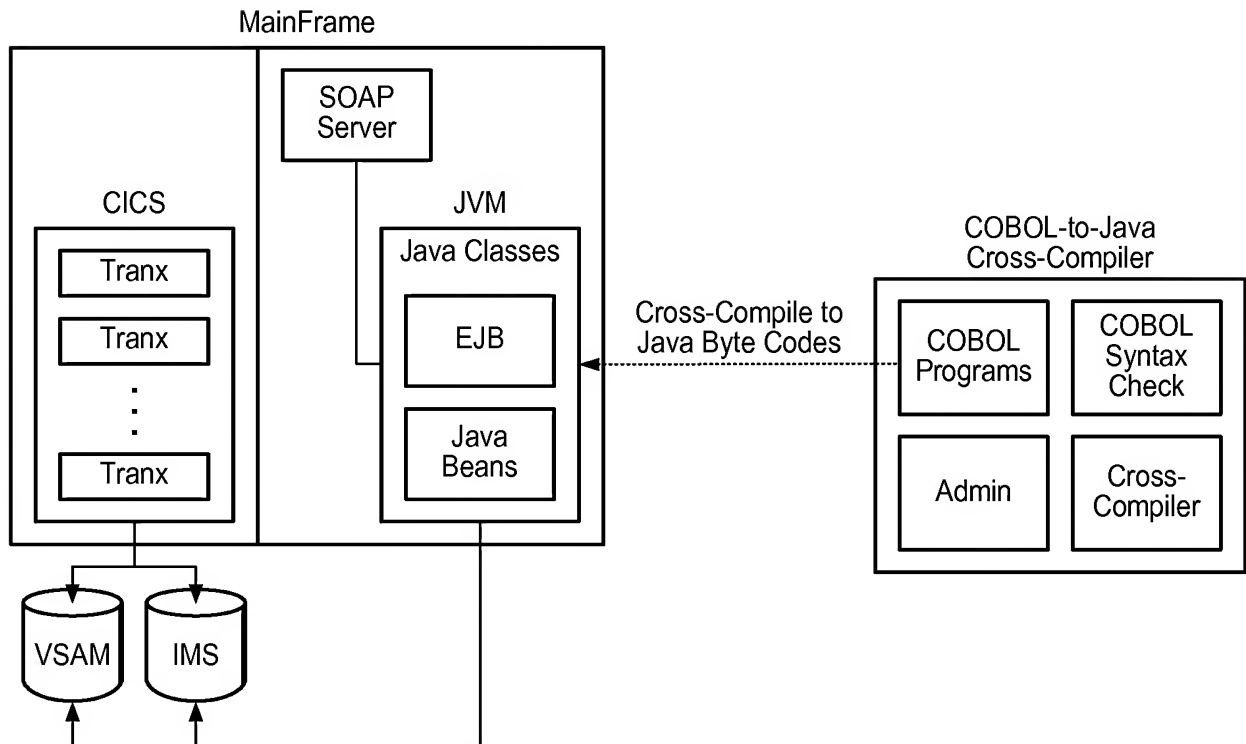 MainFrame
SOAP
Server
CICS
Tranx
Tranx
Tranx
JVM
Java Classes
EJB
Java
Beans
Cross-Compile to
Java Byte Codes
COBOL-to-Java
Cross-Compiler
COBOL
Programs
COBOL
Syntax
Check
Admin
Cross-
Compiler
VSAM
IMS